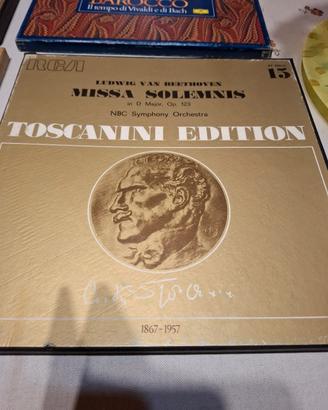 BAROCCO
Il tempo di Vivaldi e di Bach
RCA
15
LUDWIG VAN BEETHOVEN
MISSA SOLEMNIS
in D Major, Op. 123
NBC Symphony Orchestra
TOSCANINI EDITION
1867-1957